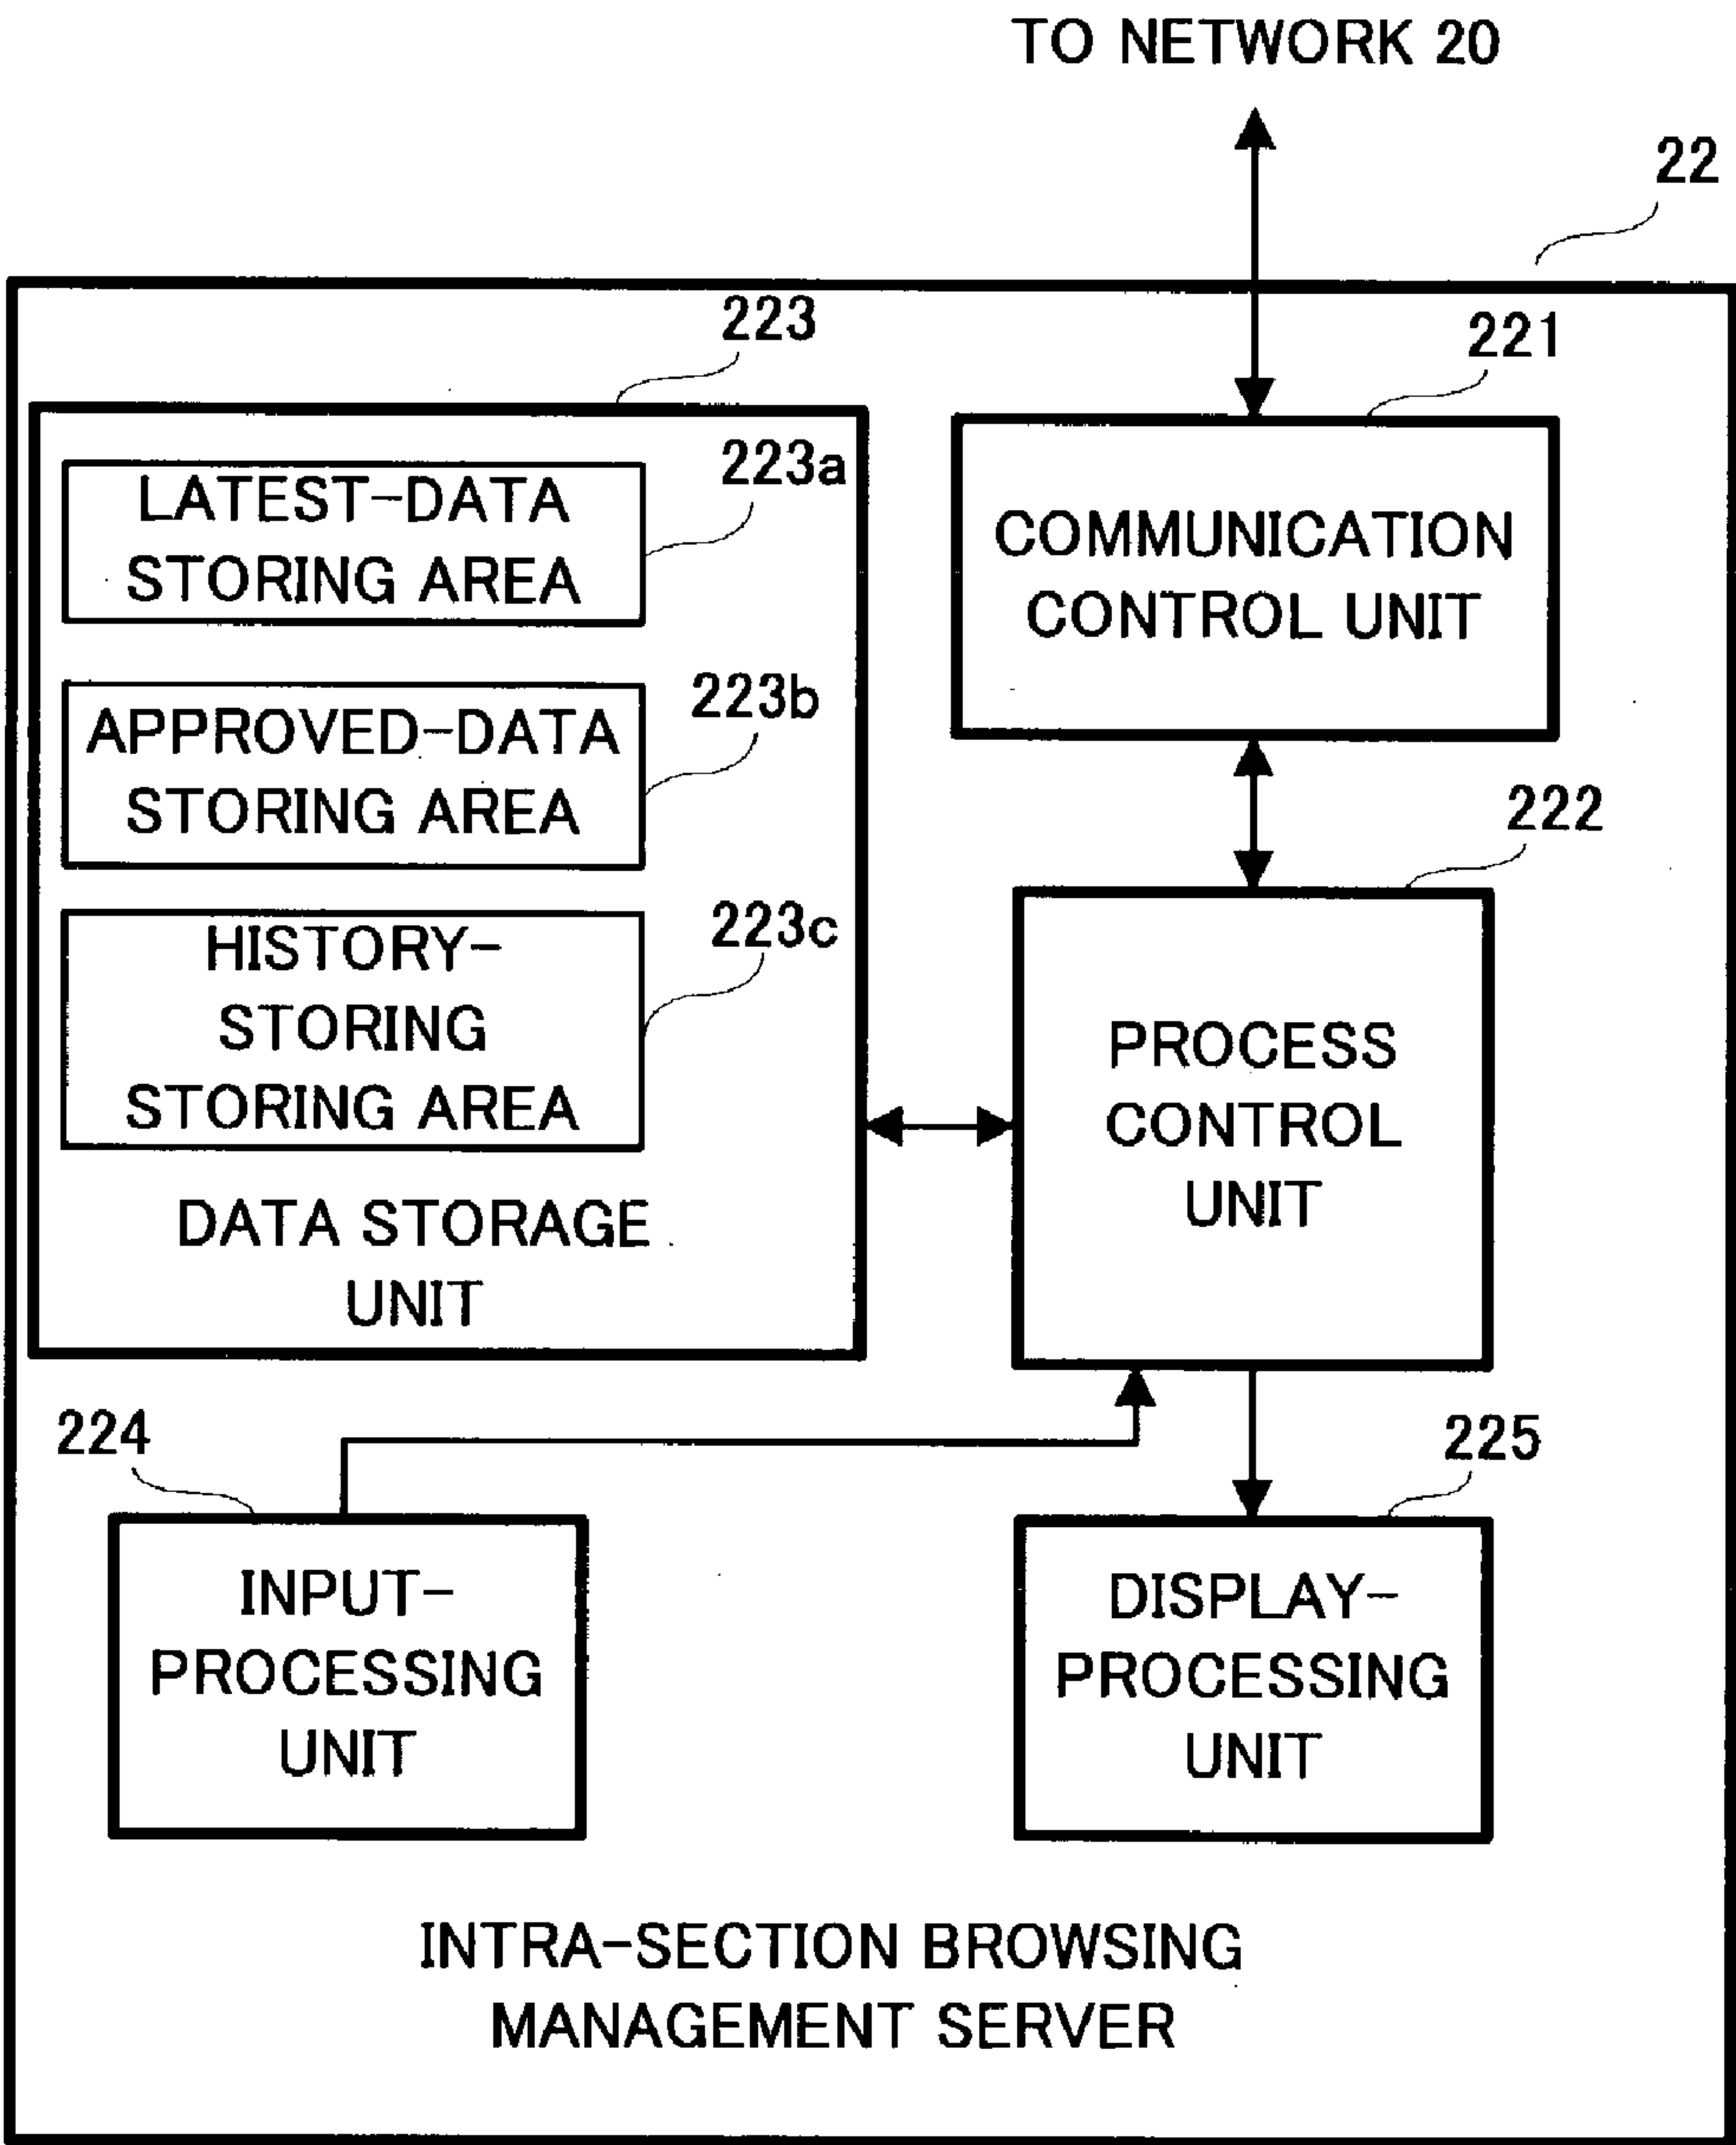 TO NETWORK 20
22
223
221
223a
LATEST-DATA
STORING AREA
COMMUNICATION
CONTROL UNIT
223b
APPROVED-DATA
STORING AREA
222
223c
HISTORY-
STORING
STORING AREA
PROCESS
CONTROL
UNIT
DATA STORAGE
UNIT
224
225
INPUT-
PROCESSING
UNIT
DISPLAY-
PROCESSING
UNIT
INTRA-SECTION BROWSING
MANAGEMENT SERVER